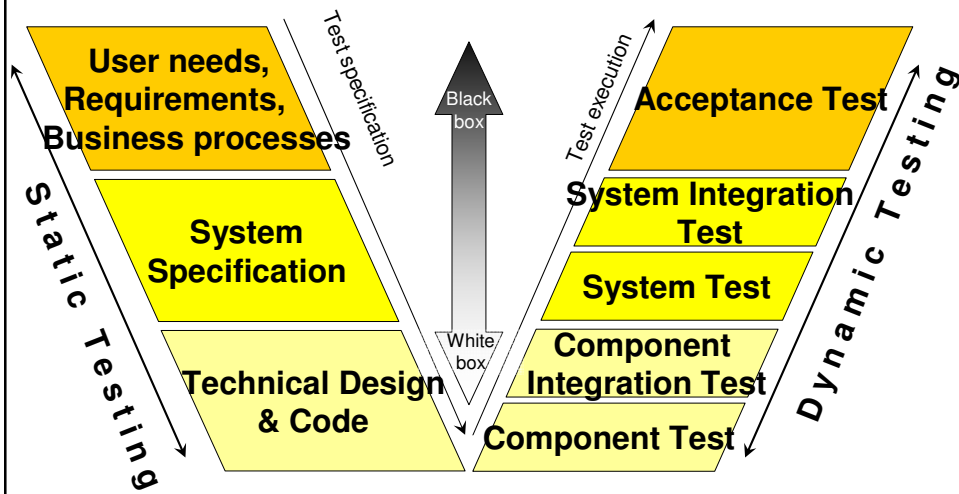 User needs,
Requirements,
Business processes
System
Specification
Technical Design
& Code
Static Testing
Test specification
Black
box
White
box
Test execution
Acceptance Test
System Integration
Test
System Test
Component
Integration Test
Component Test
Dynamic Testing